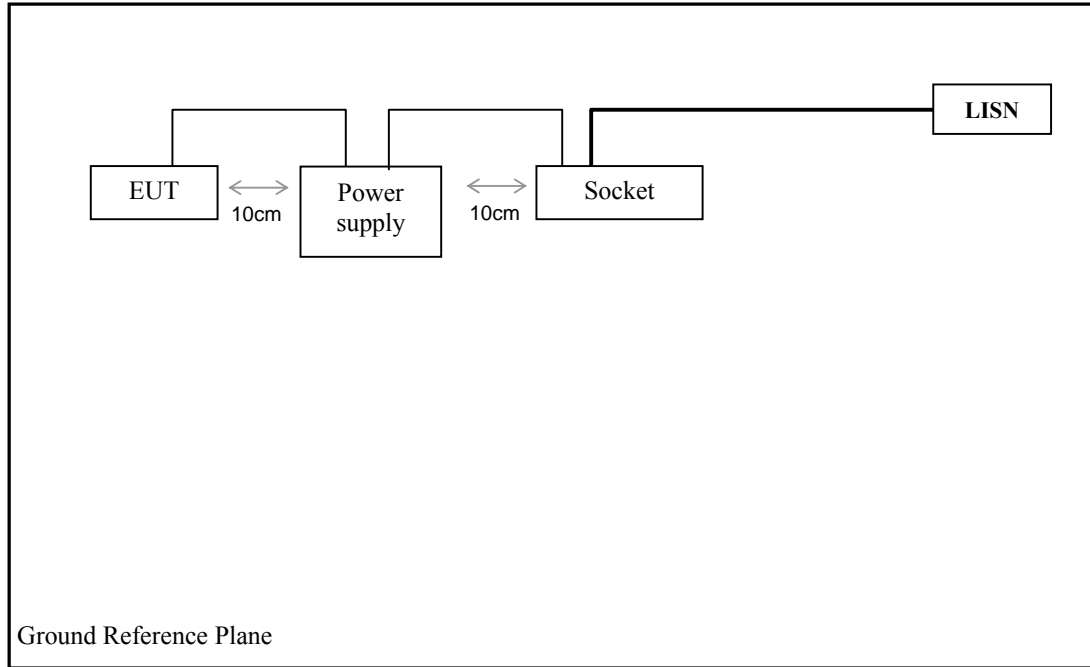 LISN
EUT
Power
supply
Socket
10cm
10cm
Ground Reference Plane